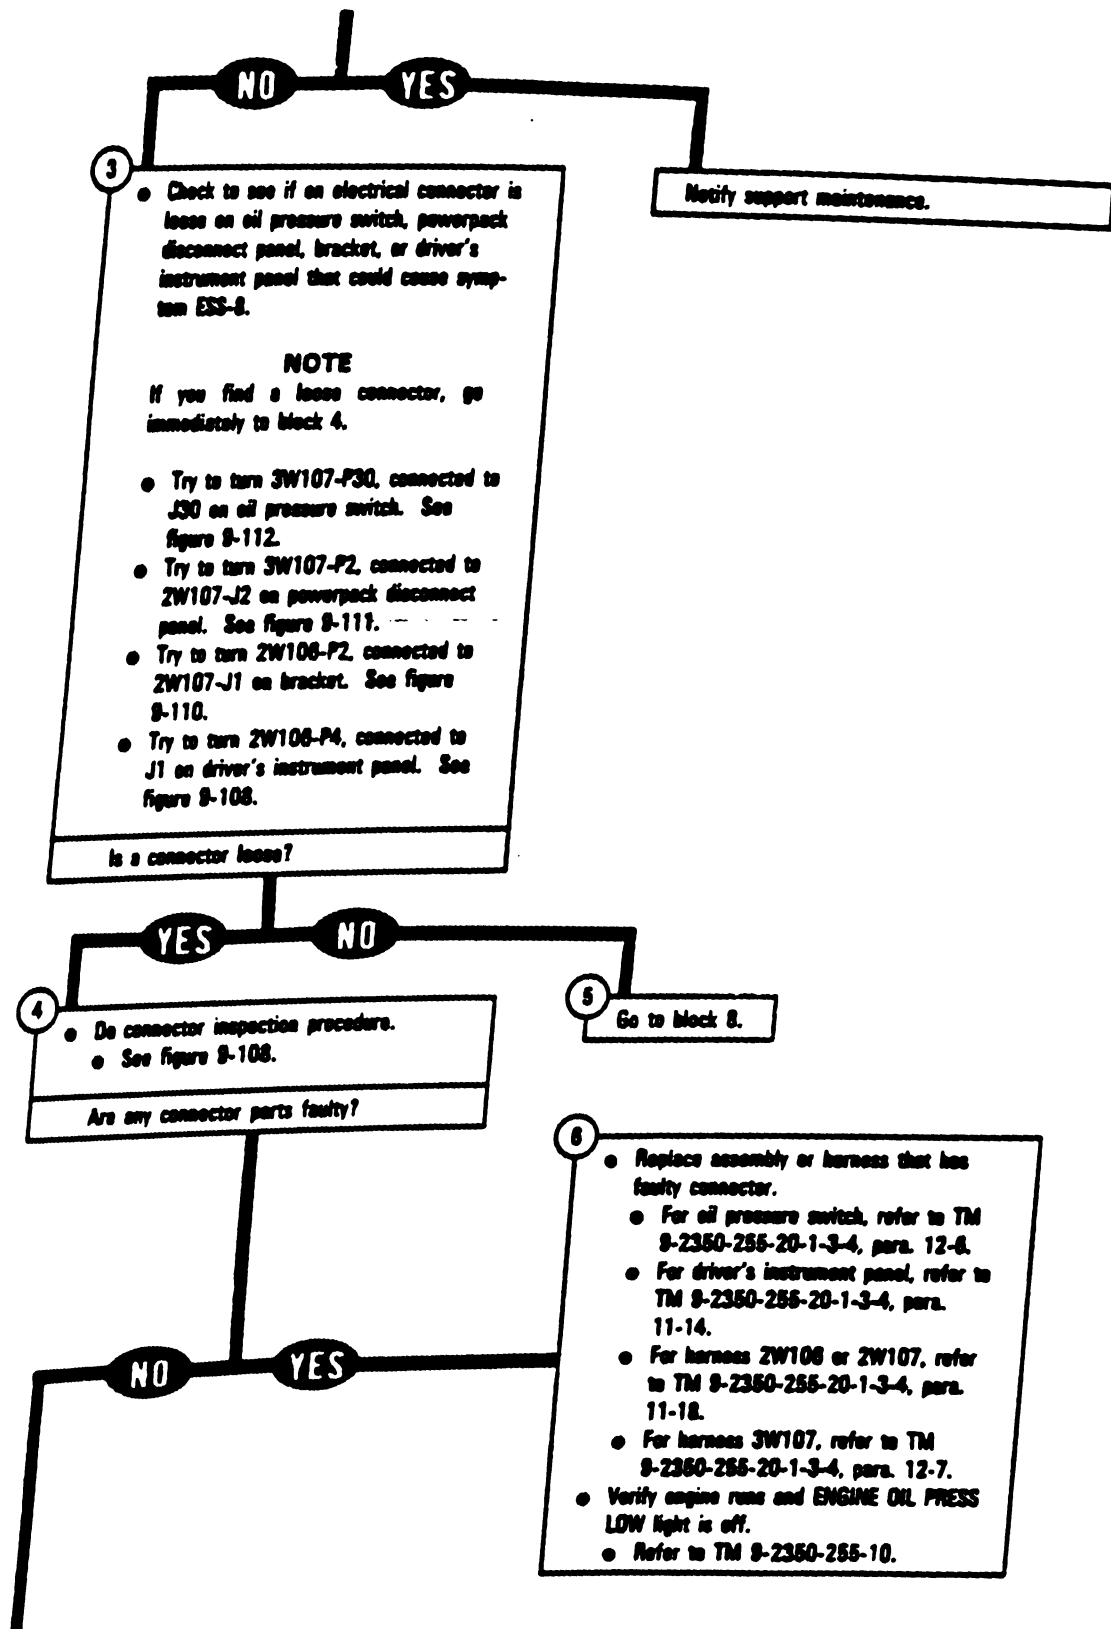 NO YES
3
• Check to see if an electrical connector is
loose on oil pressure switch, powerpack
disconnect panel, bracket, or driver's
instrument panel that could cause symp-
tom ESS-8.
NOTE
If you find a loose connector, go
immediately to block 4.
• Try to turn 3W107-P30, connected to
J30 on oil pressure switch. See
figure 9-112.
• Try to turn 3W107-P2, connected to
2W107-J2 on powerpack disconnect
panel. See figure 9-111.
• Try to turn 2W106-P2, connected to
2W107-J1 on bracket. See figure
9-110.
• Try to turn 2W106-P4, connected to
J1 on driver's instrument panel. See
figure 9-108.
Is a connector loose?
Notify support maintenance.
YES NO
4
• Do connector inspection procedure.
• See figure 9-108.
Are any connector parts faulty?
5
Go to block 8.
NO YES
6
• Replace assembly or harness that has
faulty connector.
• For oil pressure switch, refer to TM
9-2350-255-20-1-3-4, para. 12-6.
• For driver's instrument panel, refer to
TM 9-2350-255-20-1-3-4, para.
11-14.
• For harness 2W106 or 2W107, refer
to TM 9-2350-255-20-1-3-4, para.
11-18.
• For harness 3W107, refer to TM
9-2350-255-20-1-3-4, para. 12-7.
• Verify engine runs and ENGINE OIL PRESS
LOW light is off.
• Refer to TM 9-2350-255-10.